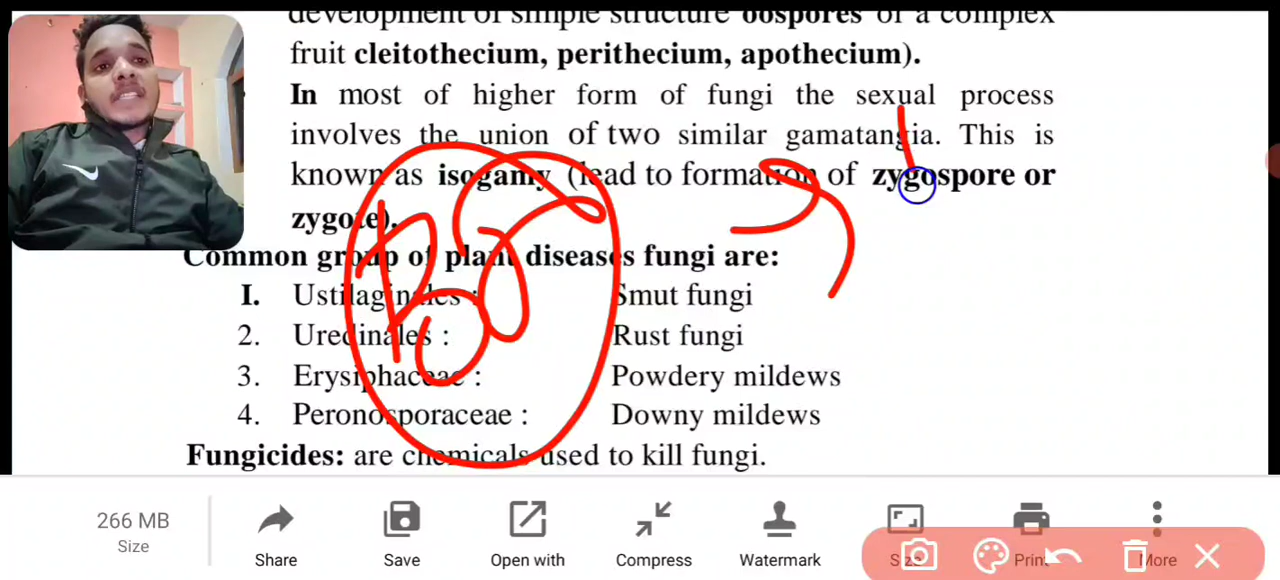 development of simple structure oospores of a complex
fruit cleitothecium, perithecium, apothecium).
In most of higher form of fungi the sexual process
involves the union of two similar gamatangia. This is
known as isogamy (lead to formation of zygospore or
zygote).
Common group of plant diseases fungi are:
I. Ustilaginales : Smut fungi
2. Uredinales : Rust fungi
3. Erysiphaceae : Powdery mildews
4. Peronosporaceae : Downy mildews
Fungicides: are chemicals used to kill fungi.
266 MB
Size
Share
Save
Open with
Compress
Watermark
Size
Print
More